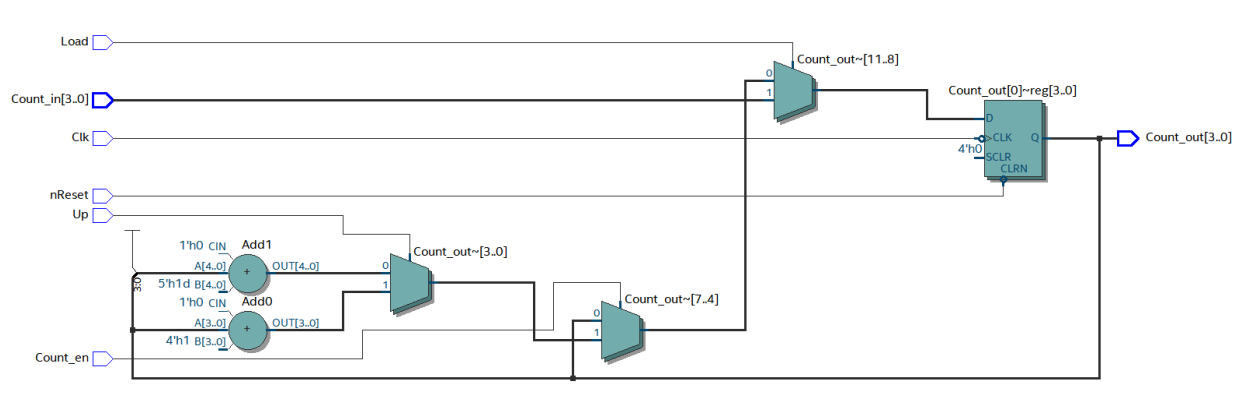 Load
Count_out~[11..8]
0
1
Count_in[3..0]
Count_out[0]~reg[3..0]
D
Clk
CLK
Q
Count_out[3..0]
4'h0
SCLR
CLRN
nReset
Up
1'h0 CIN
Add1
Count_out~[3..0]
A[4..0]
OUT[4..0]
0
1
3:0
5'h1d B[4..0]
1'h0 CIN
Add0
Count_out~[7..4]
0
1
A[3..0]
OUT[3..0]
4'h1 B[3..0]
Count_en
+
+